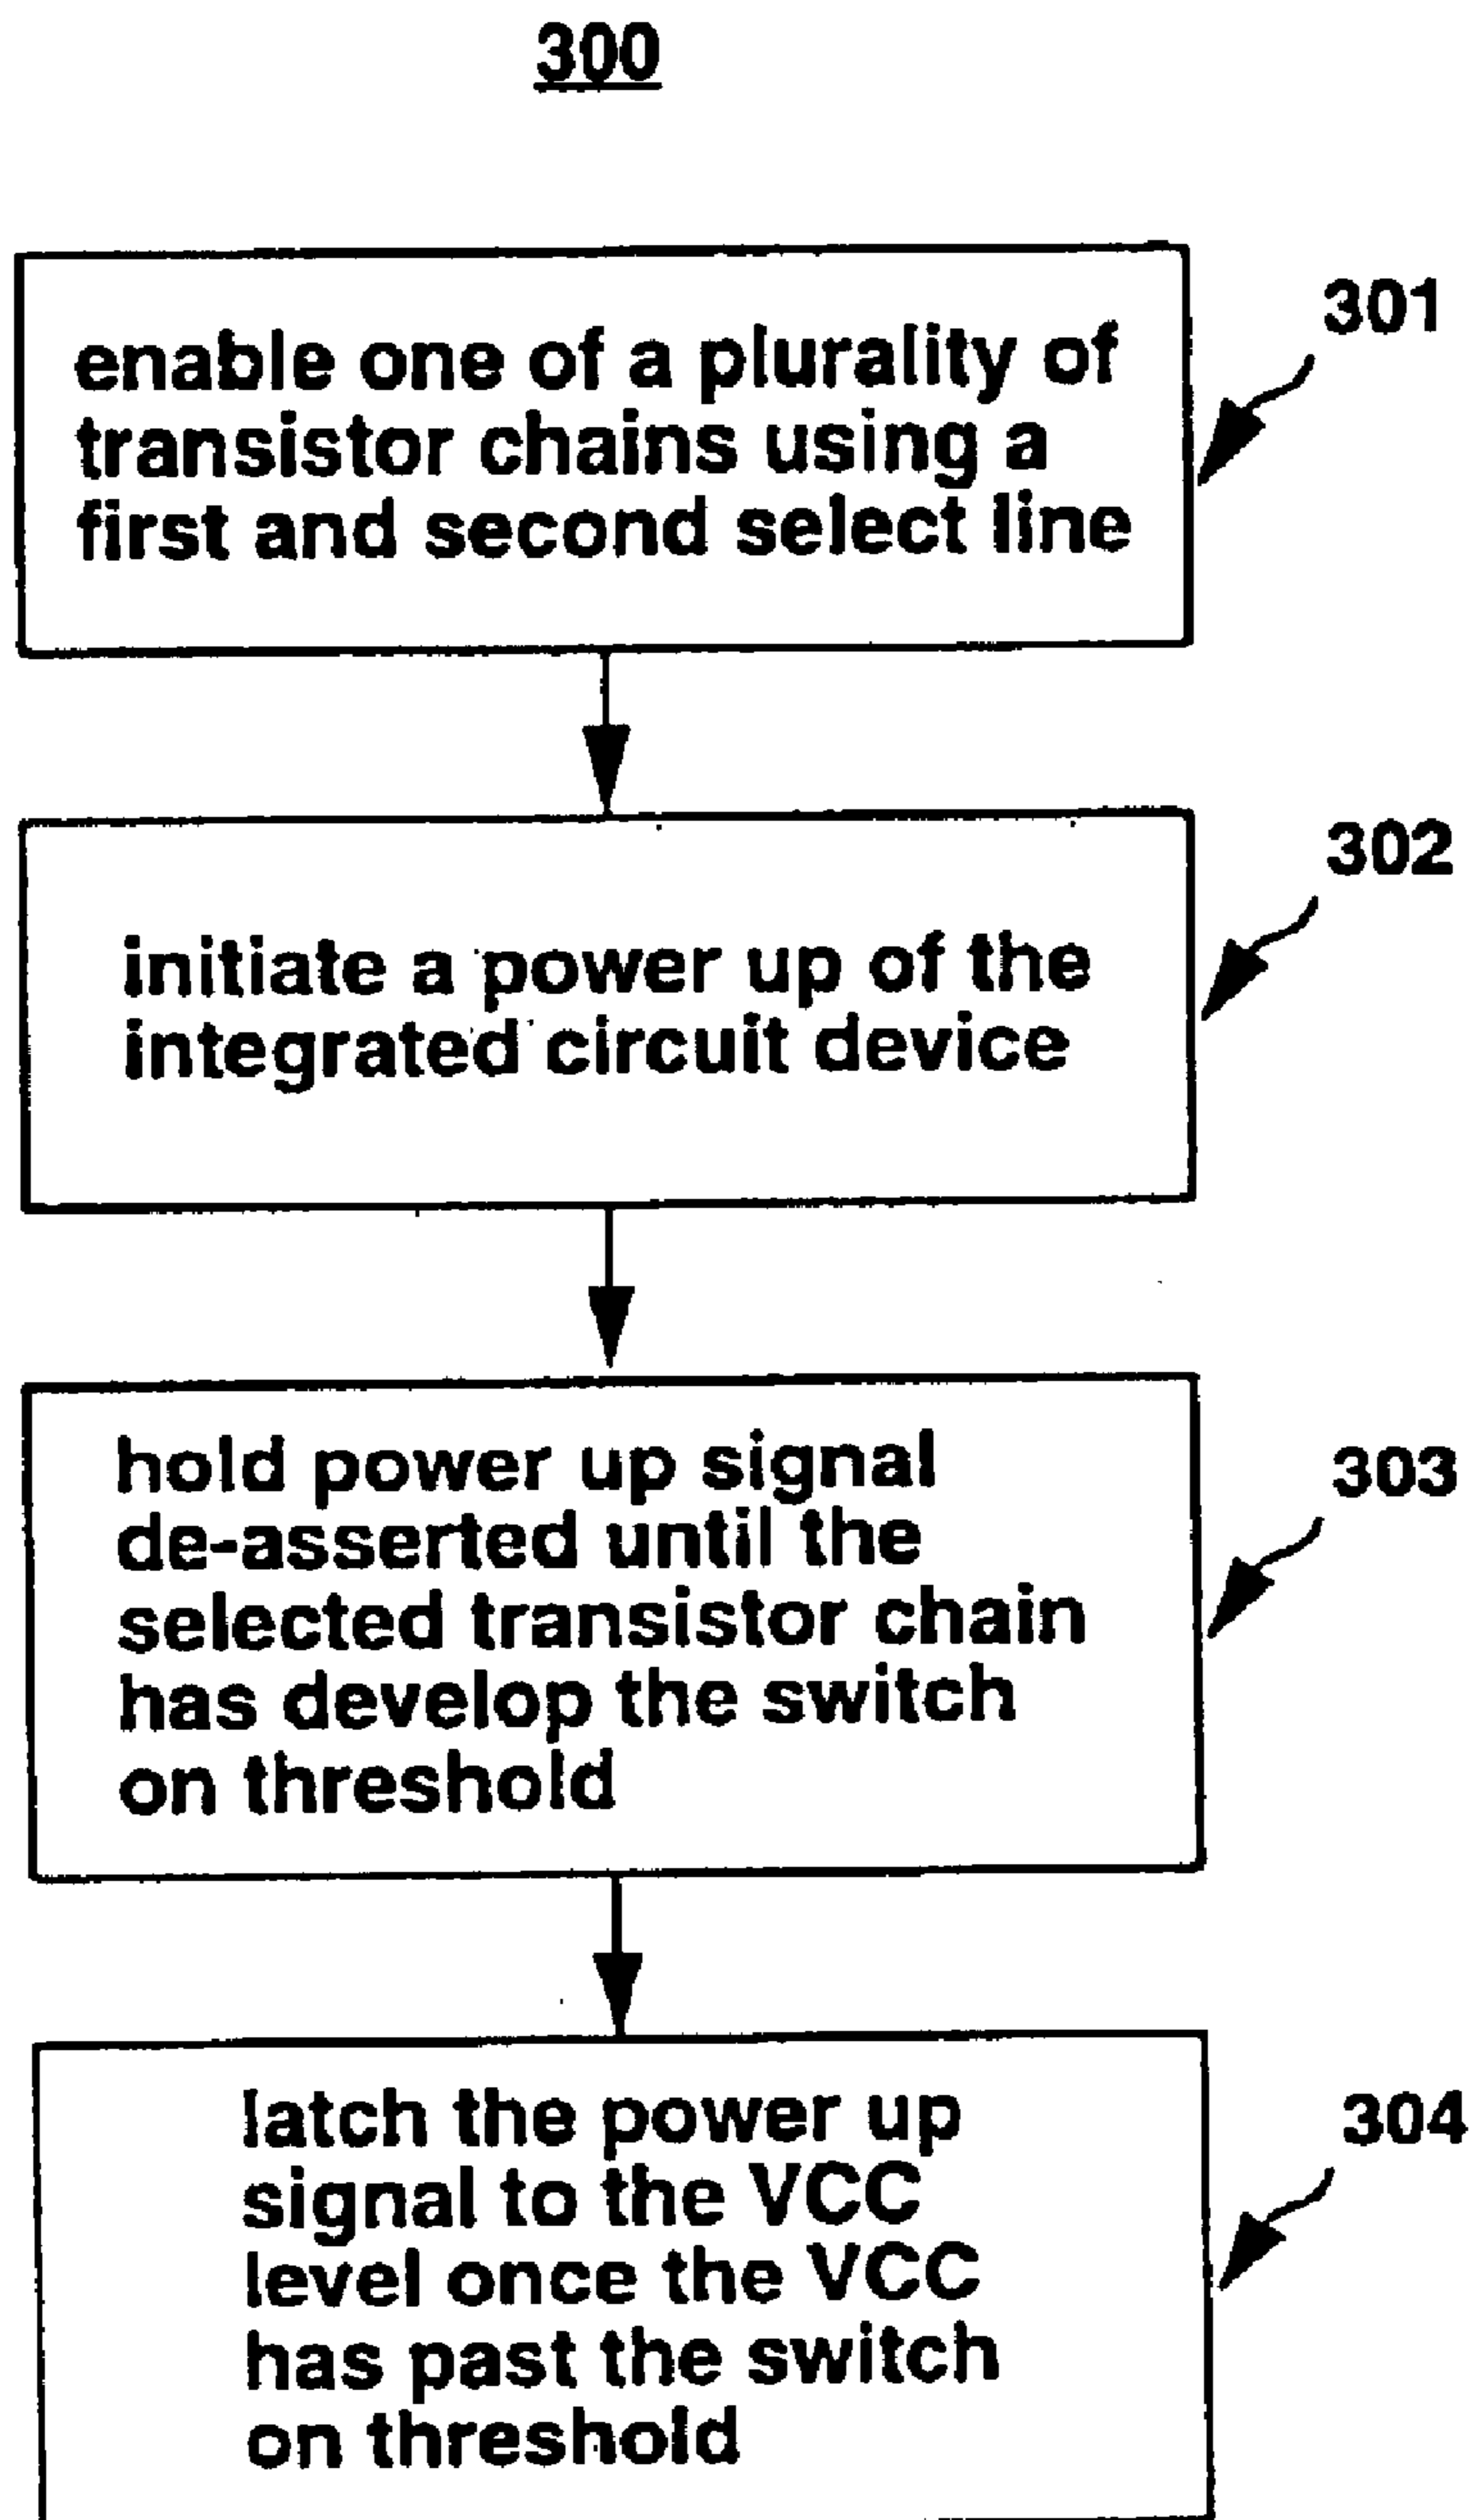 300
301
enable one of a plurality of
transistor chains using a
first and second select line
302
initiate a power up of the
integrated circuit device
303
hold power up signal
de-asserted until the
selected transistor chain
has develop the switch
on threshold
304
latch the power up
signal to the VCC
level once the VCC
has past the switch
on threshold